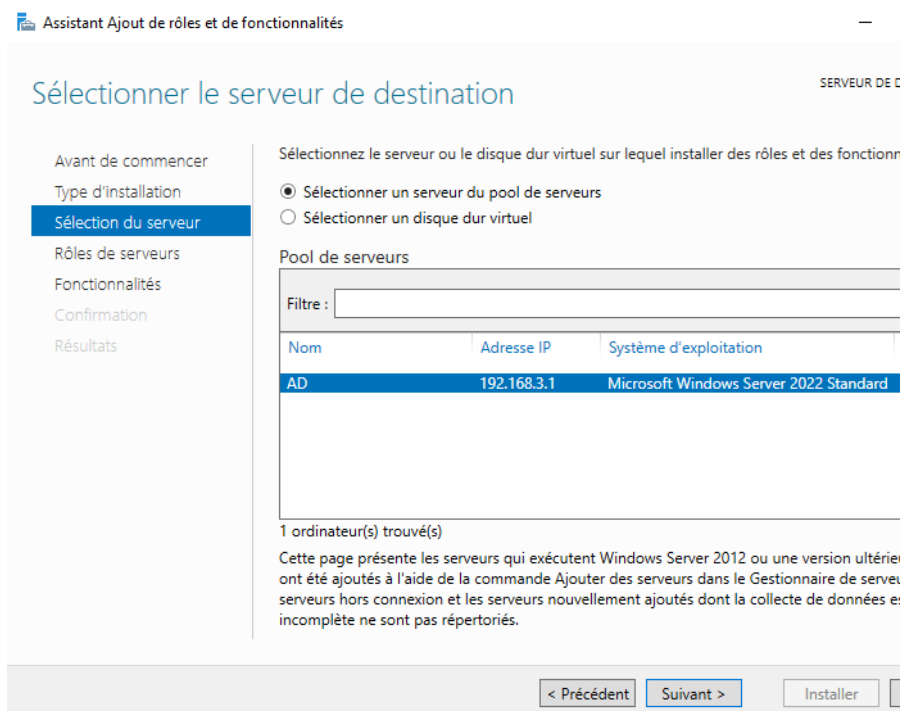 Assistant Ajout de rôles et de fonctionnalités
Sélectionner le serveur de destination
SERVEUR DE
Avant de commencer
Type d'installation
Sélection du serveur
Rôles de serveurs
Fonctionnalités
Confirmation
Résultats
Sélectionnez le serveur ou le disque dur virtuel sur lequel installer des rôles et des
Sélectionner un serveur du pool de serveurs
Sélectionner un disque dur virtuel
Pool de serveurs
Filtre :
Nom Adresse IP Système d'exploitation
AD 192.168.3.1 Microsoft Windows Server 2022 Standard
1 ordinateur(s) trouvé(s)
Cette page présente les serveurs qui exécutent Windows Server 2012 ou une version
ont été ajoutés à l'aide de la commande Ajouter des serveurs dans le Gestionnaire de
serveurs hors connexion et les serveurs nouvellement ajoutés dont la collecte de données
incomplète ne sont pas répertoriés.
< Précédent Suivant > Installer